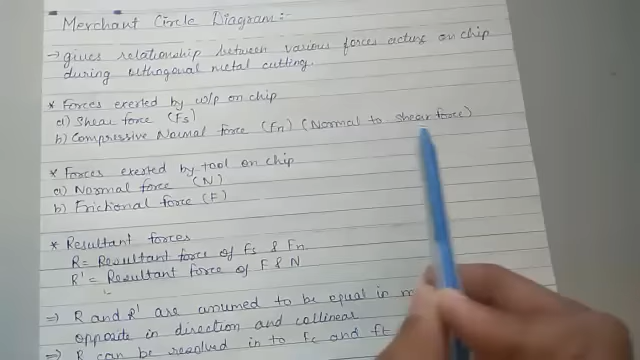 Merchant Circle Diagram:-
→ gives relationship between various forces acting on chip
during orthogonal metal cutting.
* Forces exerted by w/p on chip
a) Shear force (Fs)
b) Compressive Normal force (Fn) (Normal to shear force)
* Forces exerted by tool on chip
a) Normal force (N)
b) Frictional force (F)
* Resultant forces
R = Resultant force of Fs & Fn
R' = Resultant force of F & N
⇒ R and R' are assumed to be equal in
opposite in direction and collinear
⇒ R can be resolved in to Fc and Ft